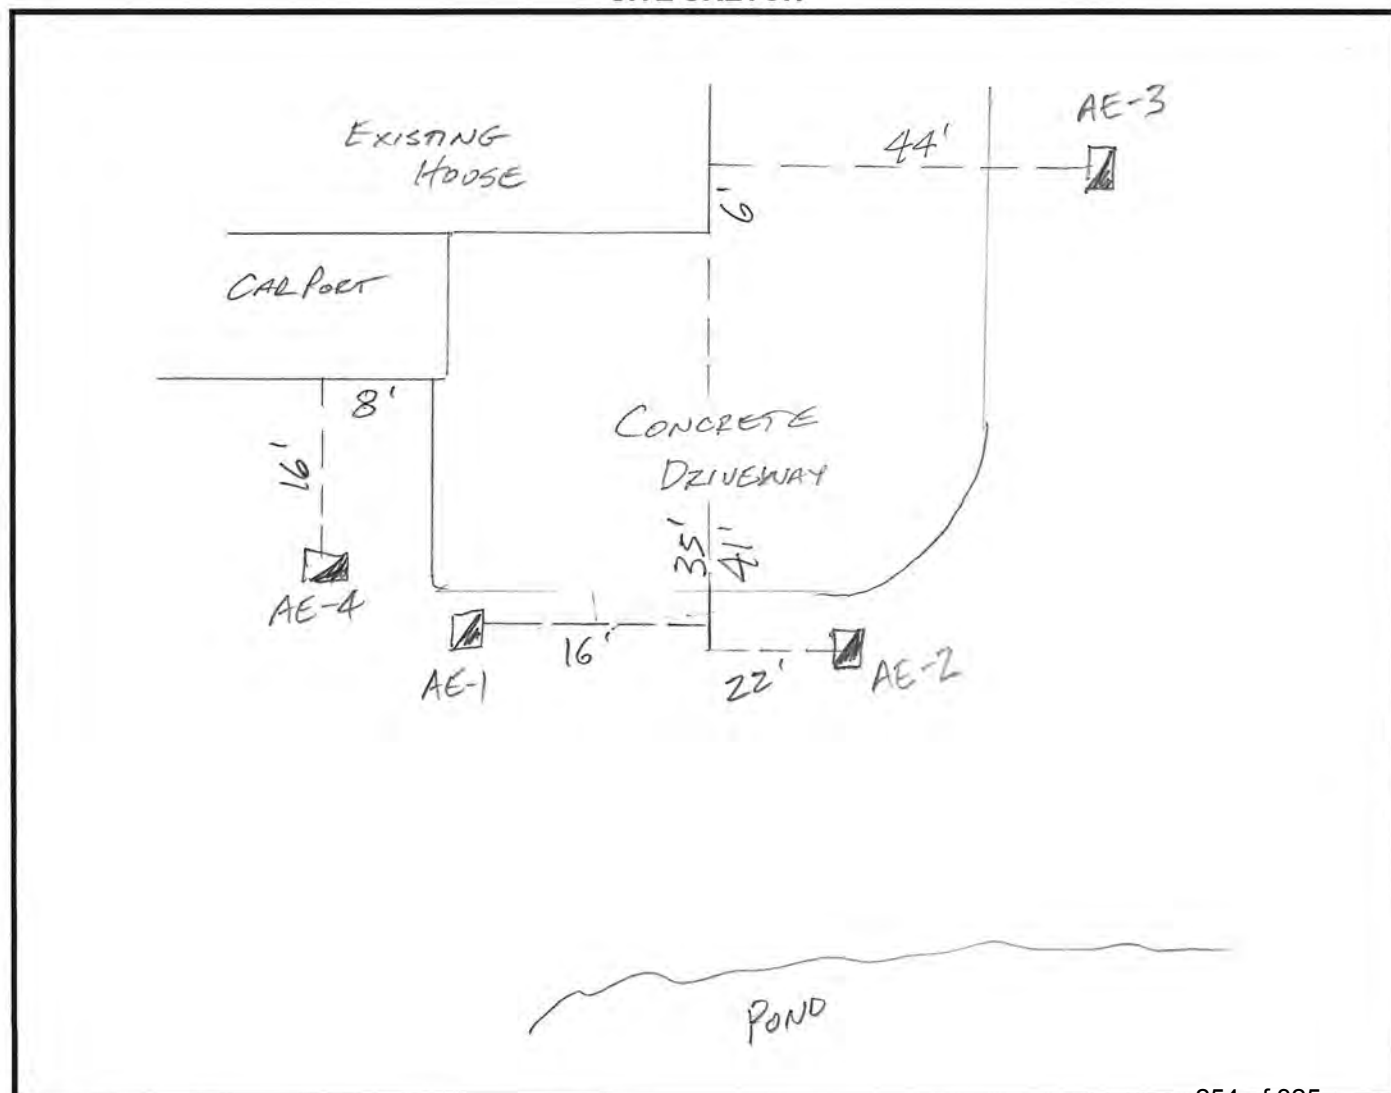 AE-3
EXISTING
HOUSE
44'
6'
CARPORT
8'
CONCRETE
DRIVEWAY
16'
35'
41'
AE-4
16'
AE-1
22'
AE-2
POND